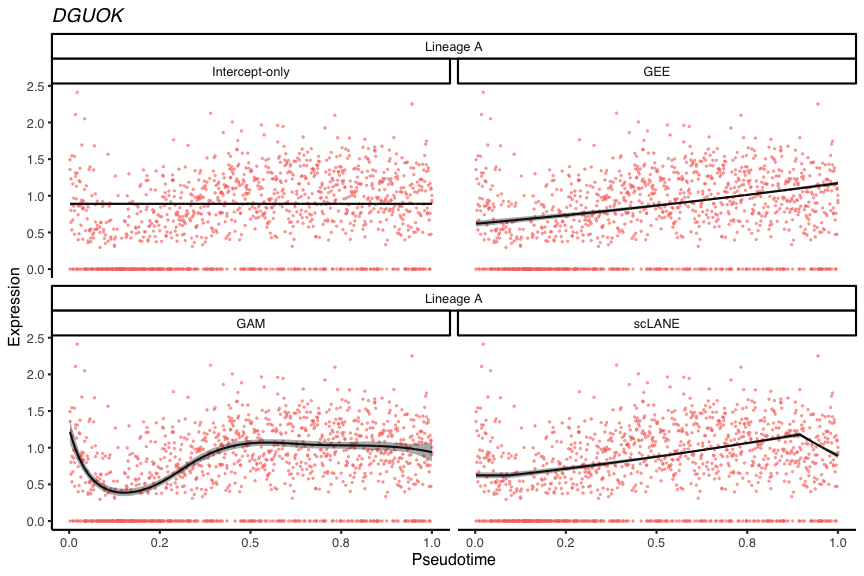 DGUOK
Lineage A
Intercept-only GEE
2.5
2.0
1.5
1.0
0.5
0.0
Lineage A
GAM scLANE
2.5
2.0
1.5
1.0
0.5
0.0
Expression
0.0 0.2 0.5 0.8 1.0 0.0 0.2 0.5 0.8 1.0
Pseudotime